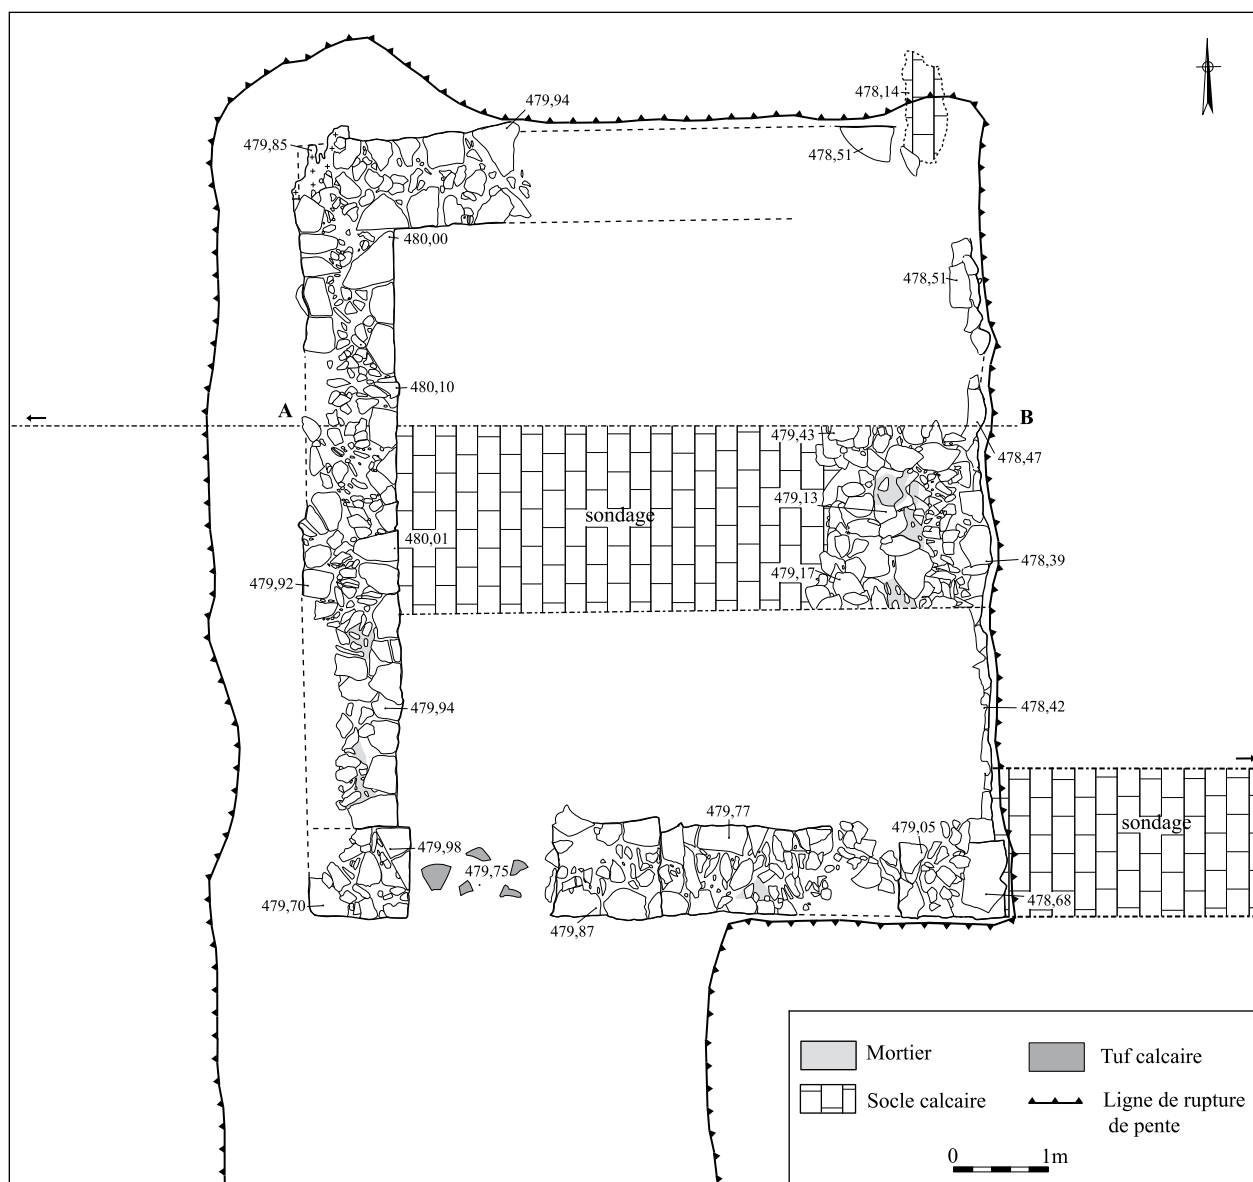 479,94
478,14
479,85
478,51
480,00
478,51
480,10
A
B
479,43
478,47
479,13
sondage
480,01
478,39
479,17
479,92
479,94
478,42
479,77
sondage
479,05
479,98
479,75
479,70
478,68
479,87
Mortier
Tuf calcaire
Socle calcaire
Ligne de rupture
de pente
0 1m